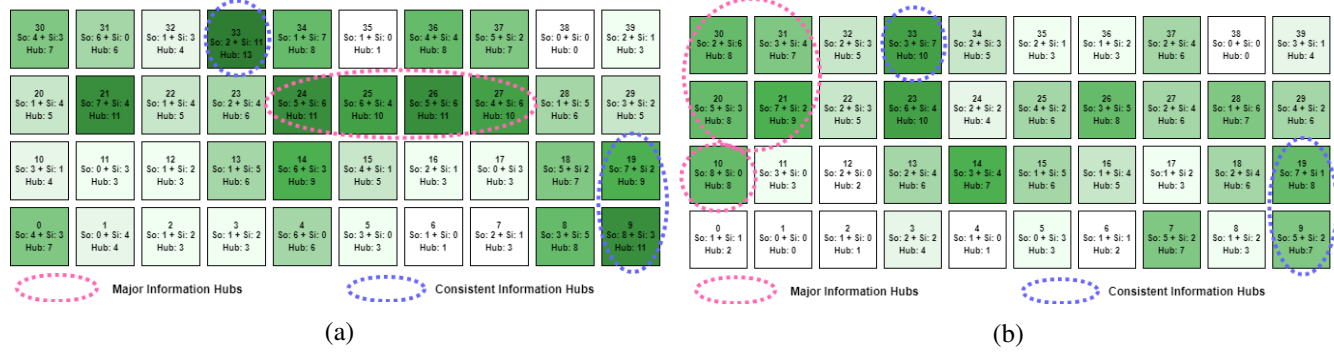 30
So: 4 + Si: 3
Hub: 7
31
So: 6 + Si: 0
Hub: 6
32
So: 1 + Si: 3
Hub: 4
33
So: 2 + Si: 11
Hub: 13
34
So: 1 + Si: 7
Hub: 8
35
So: 1 + Si: 0
Hub: 1
36
So: 4 + Si: 4
Hub: 8
37
So: 5 + Si: 2
Hub: 7
38
So: 0 + Si: 0
Hub: 0
39
So: 2 + Si: 1
Hub: 3
20
So: 1 + Si: 4
Hub: 5
21
So: 7 + Si: 4
Hub: 11
22
So: 1 + Si: 4
Hub: 5
23
So: 2 + Si: 4
Hub: 6
24
So: 5 + Si: 6
Hub: 11
25
So: 6 + Si: 4
Hub: 10
26
So: 5 + Si: 6
Hub: 11
27
So: 4 + Si: 6
Hub: 10
28
So: 1 + Si: 5
Hub: 6
29
So: 3 + Si: 2
Hub: 5
10
So: 3 + Si: 1
Hub: 4
11
So: 0 + Si: 3
Hub: 3
12
So: 1 + Si: 2
Hub: 3
13
So: 1 + Si: 5
Hub: 6
14
So: 6 + Si: 3
Hub: 9
15
So: 4 + Si: 1
Hub: 5
16
So: 2 + Si: 1
Hub: 3
17
So: 0 + Si 3
Hub: 3
18
So: 5 + Si 2
Hub: 7
19
So: 7 + Si 2
Hub: 9
0
So: 4 + Si: 3
Hub: 7
1
So: 0 + Si: 4
Hub: 4
2
So: 1 + Si: 2
Hub: 3
3
So: 1 + Si: 2
Hub: 3
4
So: 6 + Si: 0
Hub: 6
5
So: 3 + Si: 0
Hub: 3
6
So: 1 + Si: 0
Hub: 1
7
So: 2 + Si: 1
Hub: 3
8
So: 3 + Si: 5
Hub: 8
9
So: 8 + Si: 3
Hub: 11
Major Information Hubs
Consistent Information Hubs
(a)
30
So: 2 + Si:6
Hub: 8
31
So: 3 + Si: 4
Hub: 7
32
So: 2 + Si: 3
Hub: 5
33
So: 3 + Si: 7
Hub: 10
34
So: 2 + Si: 3
Hub: 5
35
So: 2 + Si: 1
Hub: 3
36
So: 1 + Si: 2
Hub: 3
37
So: 2 + Si: 4
Hub: 6
38
So: 0 + Si: 0
Hub: 0
39
So: 3 + Si: 1
Hub: 4
20
So: 5 + Si: 3
Hub: 8
21
So: 7 + Si: 2
Hub: 9
22
So: 2 + Si: 3
Hub: 5
23
So: 6 + Si: 4
Hub: 10
24
So: 2 + Si: 2
Hub: 4
25
So: 4 + Si: 2
Hub: 6
26
So: 3 + Si: 5
Hub: 8
27
So: 2 + Si: 4
Hub: 6
28
So: 1 + Si: 6
Hub: 7
29
So: 4 + Si: 2
Hub: 6
10
So: 8 + Si: 0
Hub: 8
11
So: 3 + Si: 0
Hub: 3
12
So: 2 + Si: 0
Hub: 2
13
So: 2 + Si: 4
Hub: 6
14
So: 3 + Si: 4
Hub: 7
15
So: 1 + Si: 5
Hub: 6
16
So: 1 + Si: 4
Hub: 5
17
So: 1 + Si: 2
Hub: 3
18
So: 2 + Si: 4
Hub: 6
19
So: 7 + Si: 1
Hub: 8
0
So: 1 + Si: 1
Hub: 2
1
So: 0 + Si: 0
Hub: 0
2
So: 1 + Si: 0
Hub: 1
3
So: 2 + Si: 2
Hub: 4
4
So: 1 + Si: 0
Hub: 1
5
So: 0 + Si: 3
Hub: 3
6
So: 1 + Si: 1
Hub: 2
7
So: 5 + Si: 2
Hub: 7
8
So: 1 + Si: 2
Hub: 3
9
So: 5 + Si: 2
Hub:7
Major Information Hubs
Consistent Information Hubs
(b)